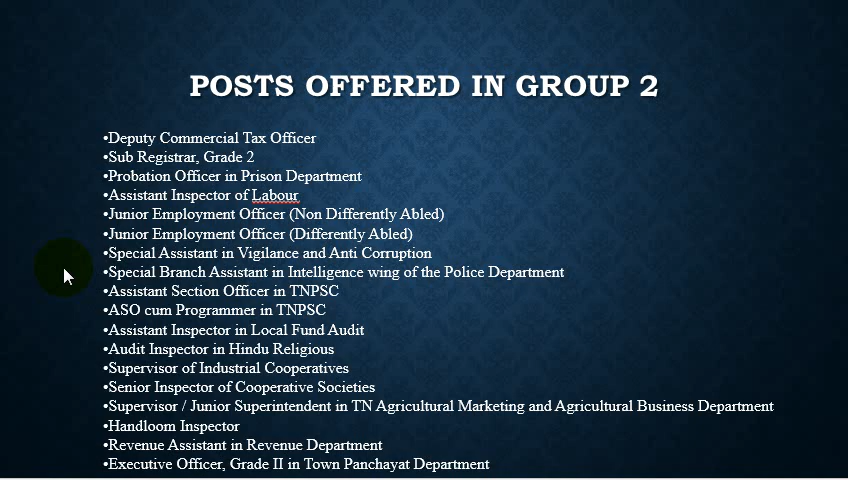 POSTS OFFERED IN GROUP 2
•Deputy Commercial Tax Officer
•Sub Registrar, Grade 2
•Probation Officer in Prison Department
•Assistant Inspector of Labour
•Junior Employment Officer (Non Differently Abled)
•Junior Employment Officer (Differently Abled)
•Special Assistant in Vigilance and Anti Corruption
•Special Branch Assistant in Intelligence wing of the Police Department
•Assistant Section Officer in TNPSC
•ASO cum Programmer in TNPSC
•Assistant Inspector in Local Fund Audit
•Audit Inspector in Hindu Religious
•Supervisor of Industrial Cooperatives
•Senior Inspector of Cooperative Societies
•Supervisor / Junior Superintendent in TN Agricultural Marketing and Agricultural Business Department
•Handloom Inspector
•Revenue Assistant in Revenue Department
•Executive Officer, Grade II in Town Panchayat Department